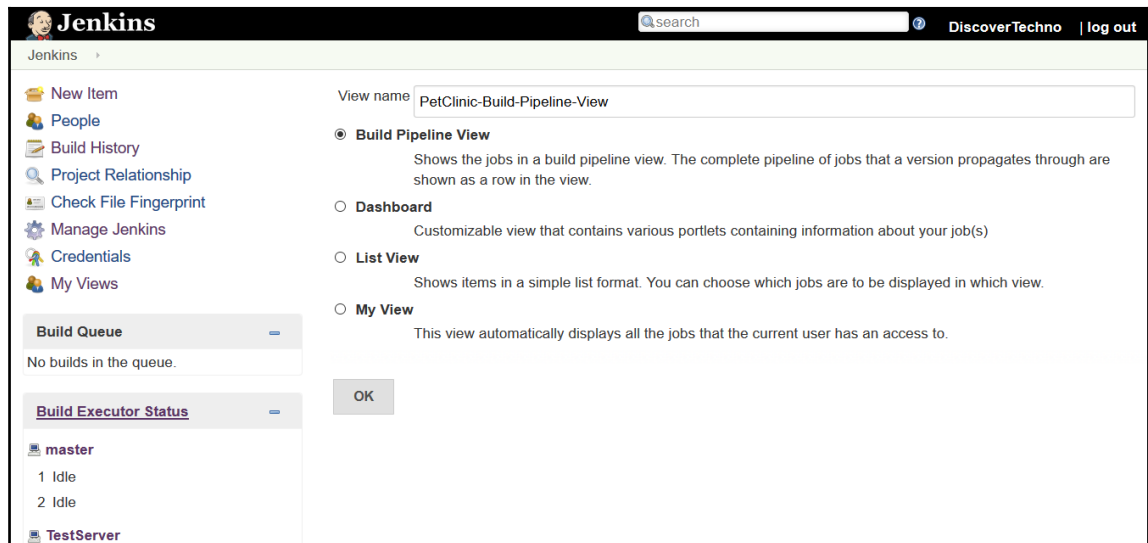 Jenkins
search
DiscoverTechno | log out
Jenkins
New Item
People
Build History
Project Relationship
Check File Fingerprint
Manage Jenkins
Credentials
My Views
Build Queue
No builds in the queue.
Build Executor Status
master
1 Idle
2 Idle
TestServer
View name PetClinic-Build-Pipeline-View
Build Pipeline View
Shows the jobs in a build pipeline view. The complete pipeline of jobs that a version propagates through are
shown as a row in the view.
Dashboard
Customizable view that contains various portlets containing information about your job(s)
List View
Shows items in a simple list format. You can choose which jobs are to be displayed in which view.
My View
This view automatically displays all the jobs that the current user has an access to.
OK